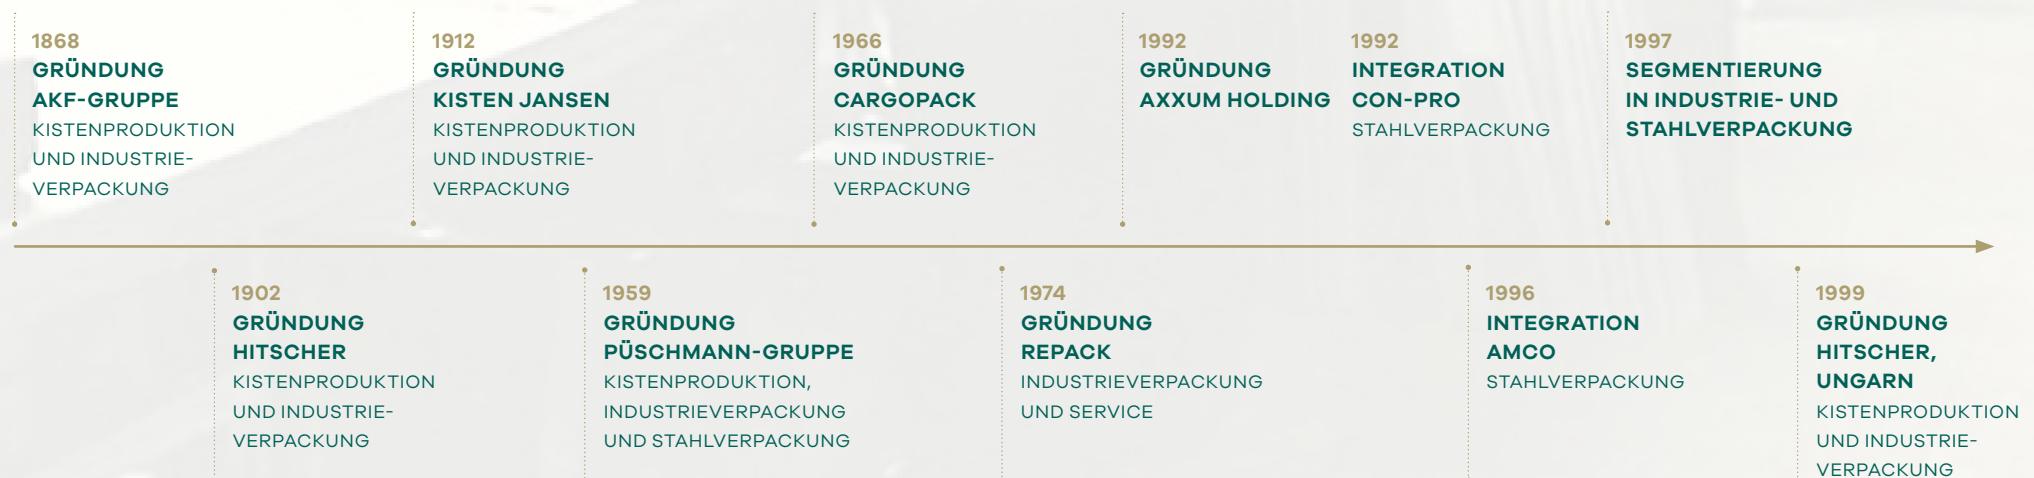 1868
GRÜNDUNG
AKF-GRUPPE
KISTENPRODUKTION
UND INDUSTRIE-
VERPACKUNG
1912
GRÜNDUNG
KISTEN JANSEN
KISTENPRODUKTION
UND INDUSTRIE-
VERPACKUNG
1966
GRÜNDUNG
CARGOPACK
KISTENPRODUKTION
UND INDUSTRIE-
VERPACKUNG
1992
GRÜNDUNG
AXXUM HOLDING
1992
INTEGRATION
CON-PRO
STAHLVERPACKUNG
1997
SEGMENTIERUNG
IN INDUSTRIE- UND
STAHLVERPACKUNG
1902
GRÜNDUNG
HITSCHER
KISTENPRODUKTION
UND INDUSTRIE-
VERPACKUNG
1959
GRÜNDUNG
PÜSCHMANN-GRUPPE
KISTENPRODUKTION,
INDUSTRIEVERPACKUNG
UND STAHLVERPACKUNG
1974
GRÜNDUNG
REPACK
INDUSTRIEVERPACKUNG
UND SERVICE
1996
INTEGRATION
AMCO
STAHLVERPACKUNG
1999
GRÜNDUNG
HITSCHER,
UNGARN
KISTENPRODUKTION
UND INDUSTRIE-
VERPACKUNG